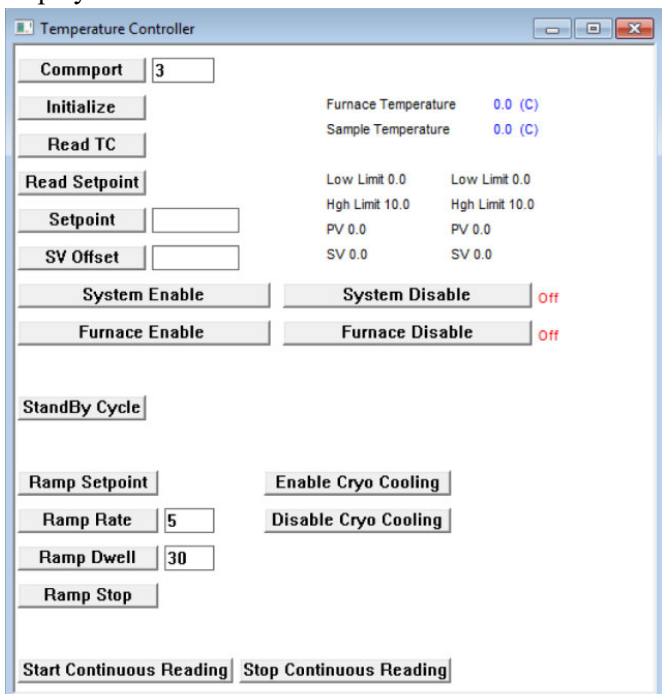 Temperature Controller
Commport 3
Initialize
Furnace Temperature 0.0 (C)
Read TC
Sample Temperature 0.0 (C)
Read Setpoint
Low Limit 0.0 Low Limit 0.0
Hgh Limit 10.0 Hgh Limit 10.0
Setpoint
PV 0.0 PV 0.0
SV Offset
SV 0.0 SV 0.0
System Enable System Disable Off
Furnace Enable Furnace Disable Off
StandBy Cycle
Ramp Setpoint Enable Cryo Cooling
Ramp Rate 5 Disable Cryo Cooling
Ramp Dwell 30
Ramp Stop
Start Continuous Reading Stop Continuous Reading